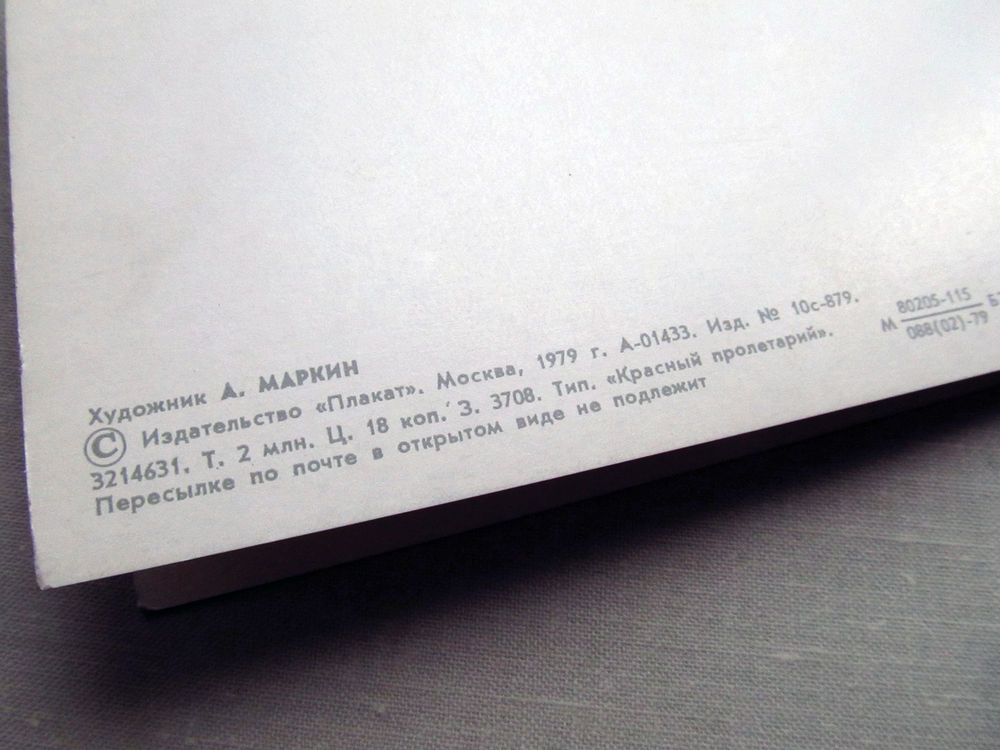 Художник А. МАРКИН
© Издательство «Плакат». Москва, 1979 г. А-01433. Изд. № 10с-879.
3214631. Т. 2 млн. Ц. 18 коп. З. 3708. Тип. «Красный пролетарий».
Пересылке по почте в открытом виде не подлежит
80205-115
М Б
088(02)-79